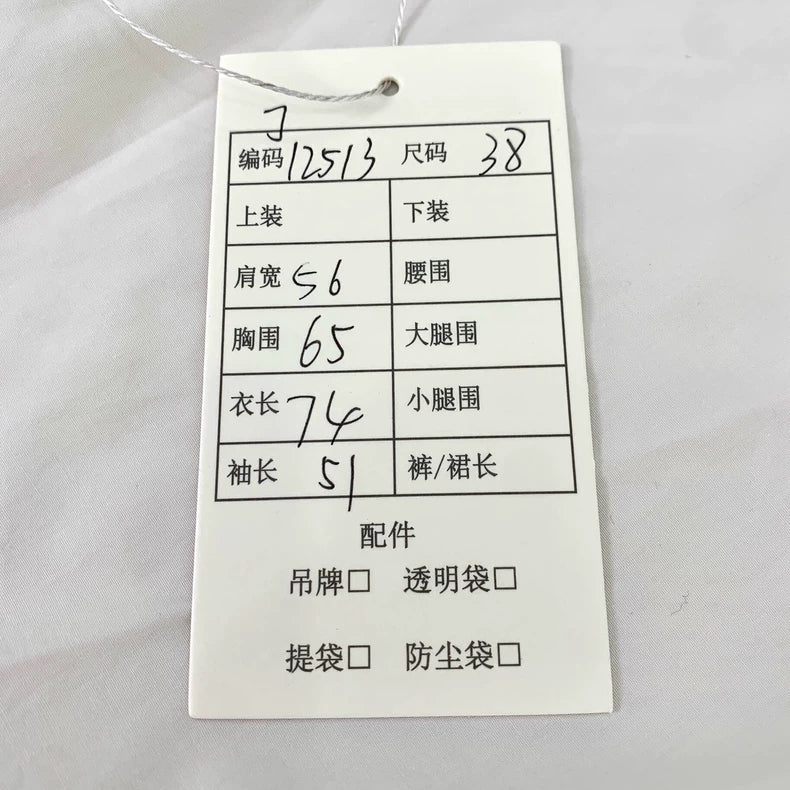 J
编码 12513 尺码 38
上装 下装
肩宽 56 腰围
胸围 65 大腿围
衣长 74 小腿围
袖长 51 裤/裙长
配件
吊牌□ 透明袋□
提袋□ 防尘袋□